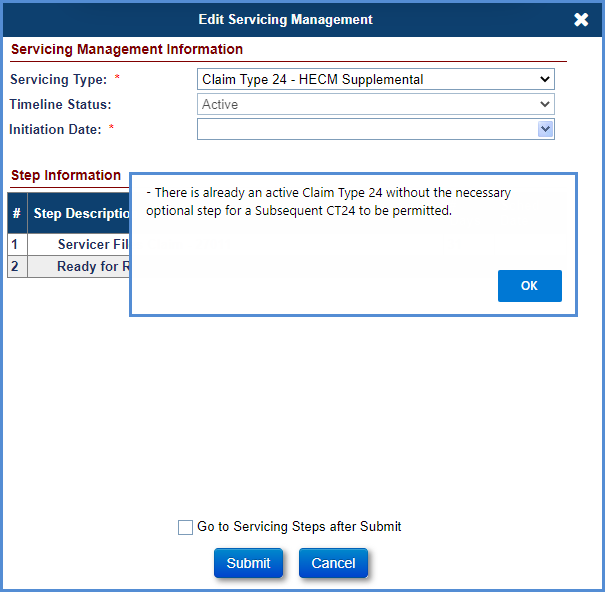 Edit Servicing Management
Servicing Management Information
Servicing Type: * Claim Type 24 - HECM Supplemental
Timeline Status: Active
Initiation Date: *
Step Information
- There is already an active Claim Type 24 without the necessary
optional step for a Subsequent CT24 to be permitted.
# Step Descriptio
1 Servicer Fil
2 Ready for R
OK
Go to Servicing Steps after Submit
Submit Cancel